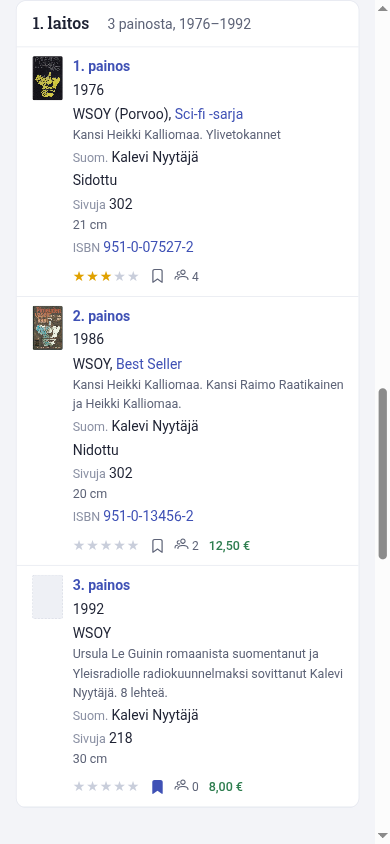 1. laitos 3 painosta, 1976–1992
1. painos
1976
WSOY (Porvoo), Sci-fi -sarja
Kansi Heikki Kalliomaa. Ylivetokannet
Suom. Kalevi Nyytäjä
Sidottu
Sivuja 302
21 cm
ISBN 951-0-07527-2
4
2. painos
1986
WSOY, Best Seller
Kansi Heikki Kalliomaa. Kansi Raimo Raatikainen
ja Heikki Kalliomaa.
Suom. Kalevi Nyytäjä
Nidottu
Sivuja 302
20 cm
ISBN 951-0-13456-2
2 12,50 €
3. painos
1992
WSOY
Ursula Le Guinin romaanista suomentanut ja
Yleisradiolle radiokuunnelmaksi sovittanut Kalevi
Nyytäjä. 8 lehteä.
Suom. Kalevi Nyytäjä
Sivuja 218
30 cm
0 8,00 €